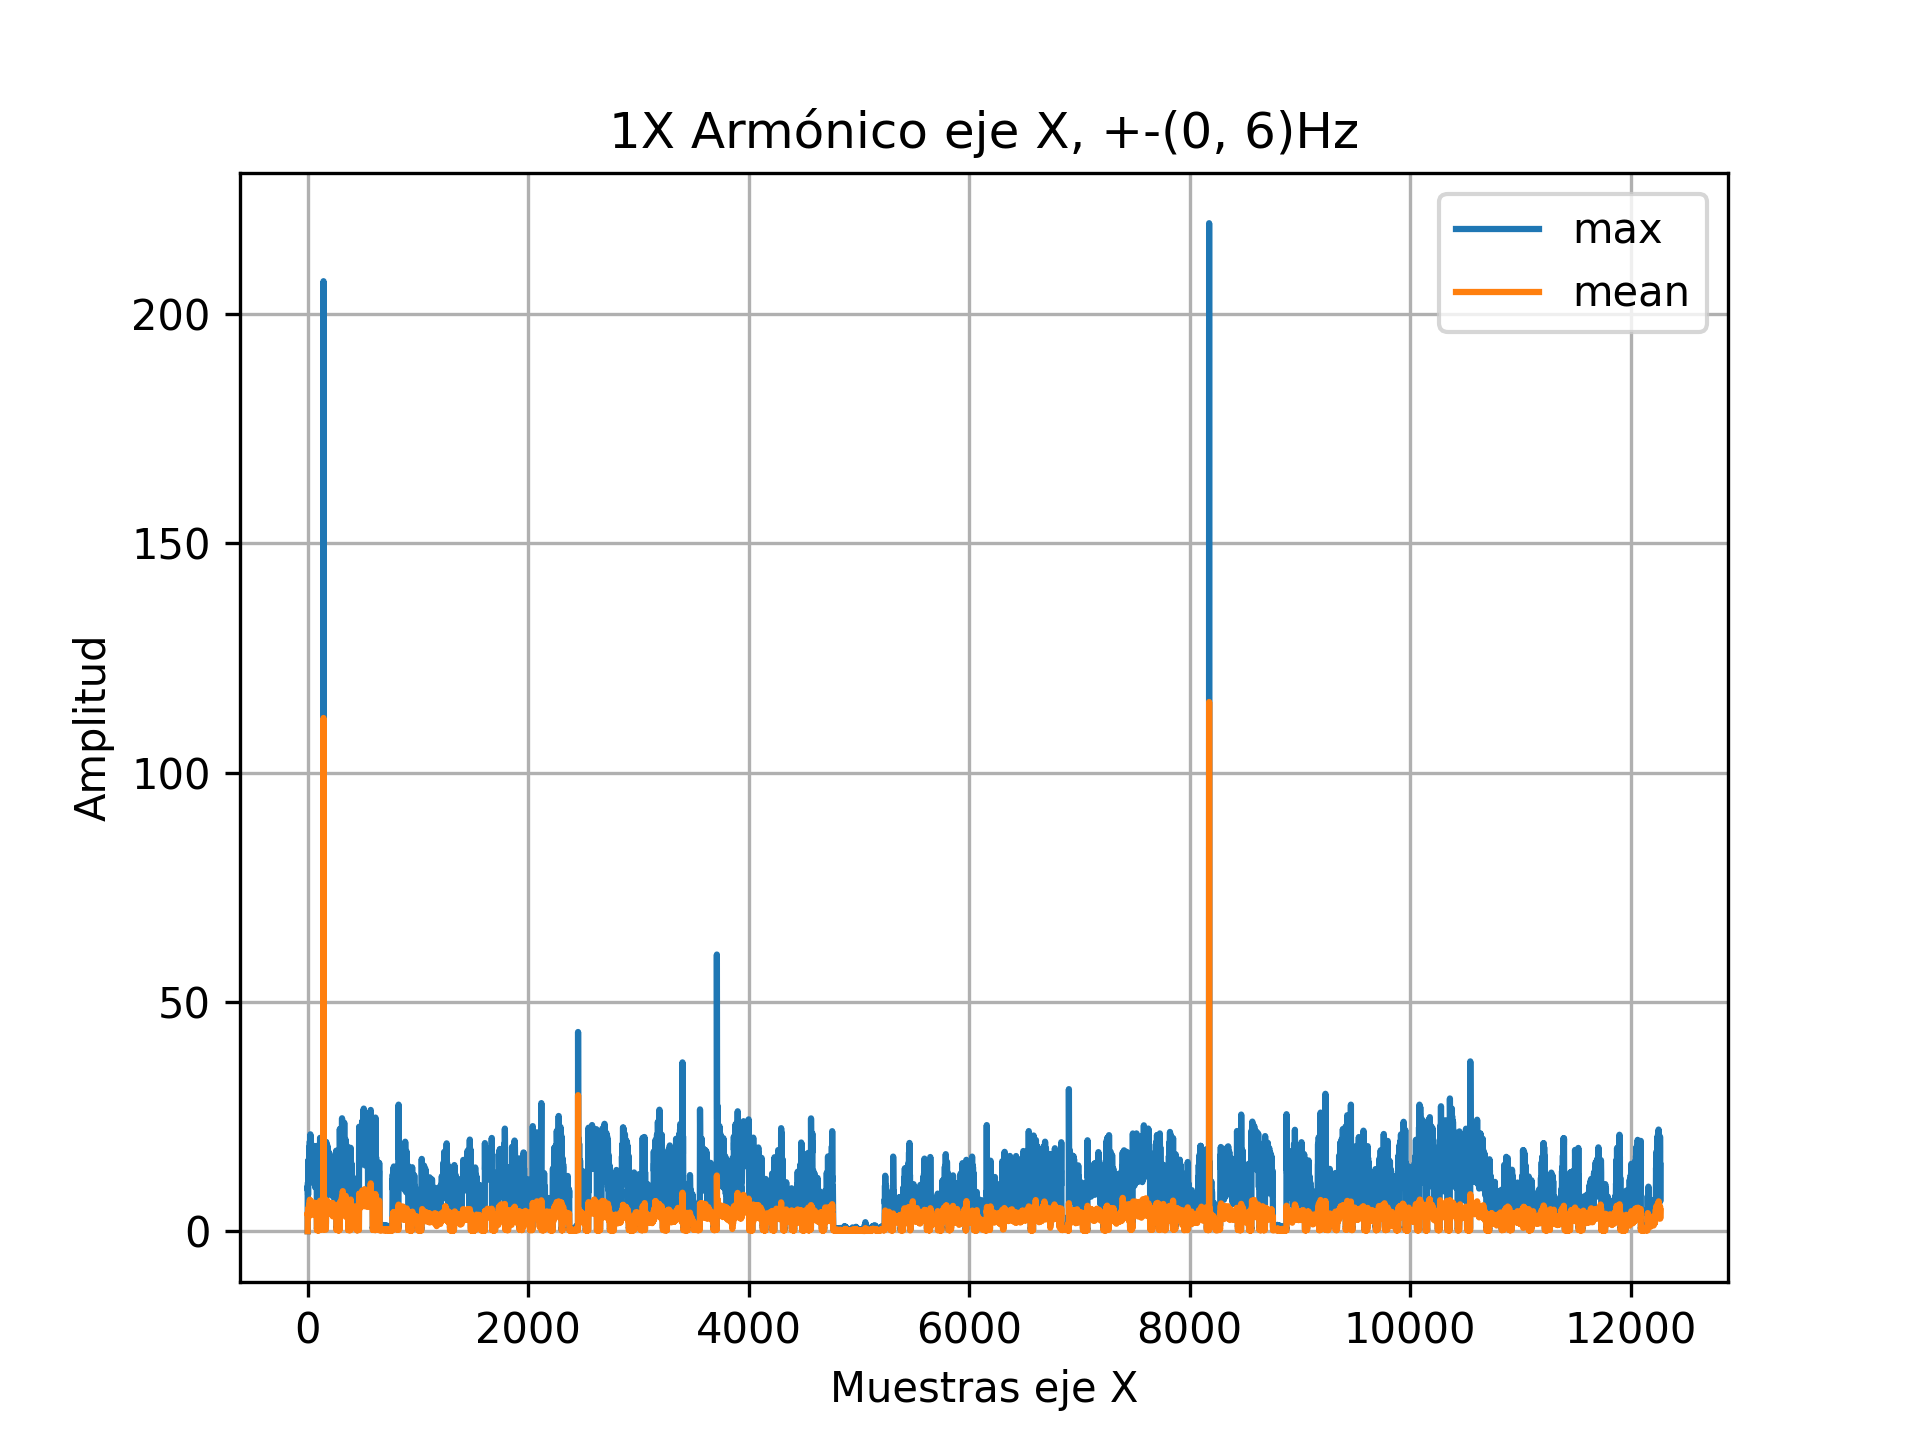 1X Armónico eje X, +-(0, 6)Hz
max
mean
200
150
100
50
0
Amplitud
0 2000 4000 6000 8000 10000 12000
Muestras eje X